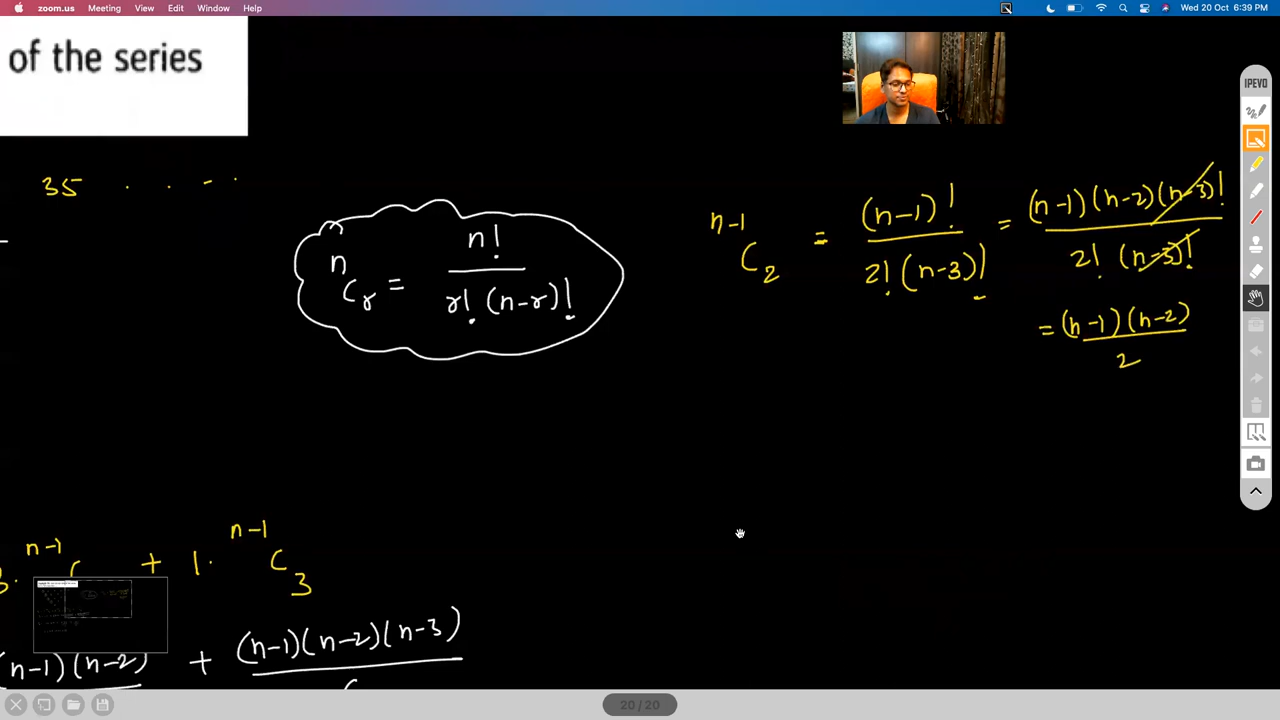 zoom.us Meeting View Edit Window Help Wed 20 Oct 6:39 PM
of the series
IPEVO
35 . . - .
nCr = n! / r! (n-r)!
n-1C2 = (n-1)! / 2! (n-3)! = (n-1)(n-2)(n-3)! / 2! (n-3)!
= (n-1)(n-2) / 2
n-1C + 1. n-1C3
(n-1)(n-2) + (n-1)(n-2)(n-3)
20 / 20